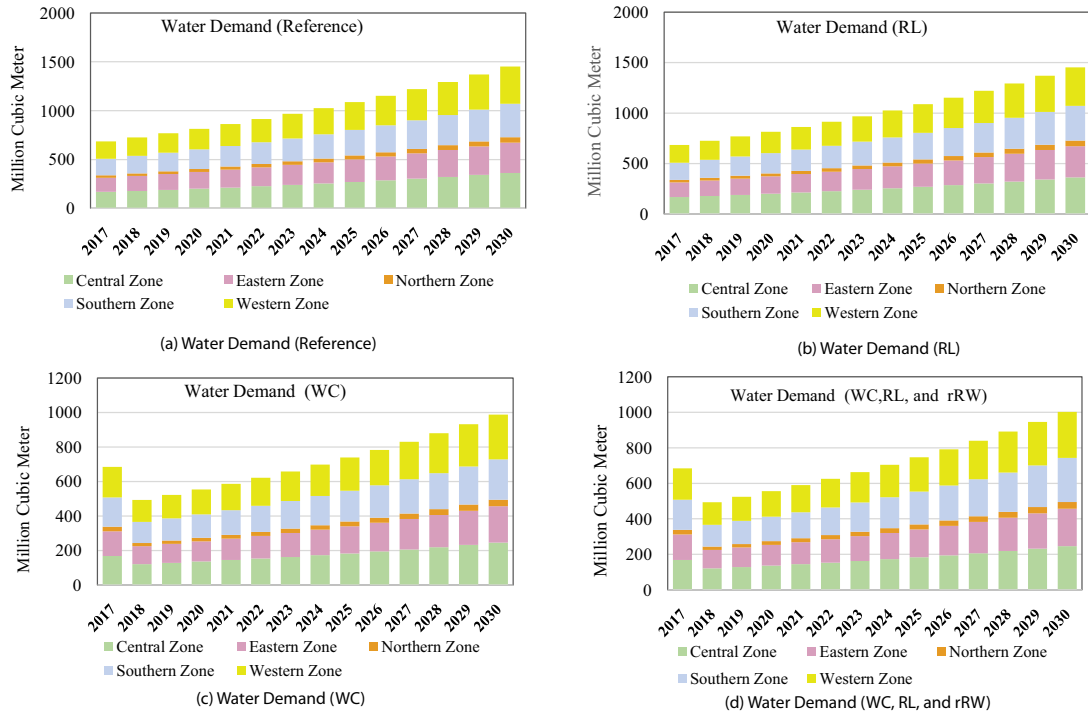 Water Demand (Reference)
Million Cubic Meter
2000
1500
1000
500
0
2017 2018 2019 2020 2021 2022 2023 2024 2025 2026 2027 2028 2029 2030
Central Zone Eastern Zone Northern Zone
Southern Zone Western Zone
(a) Water Demand (Reference)
Water Demand (RL)
Million Cubic Meter
2000
1500
1000
500
0
2017 2018 2019 2020 2021 2022 2023 2024 2025 2026 2027 2028 2029 2030
Central Zone Eastern Zone Northern Zone
Southern Zone Western Zone
(b) Water Demand (RL)
Water Demand (WC)
Million Cubic Meter
1200
1000
800
600
400
200
0
2017 2018 2019 2020 2021 2022 2023 2024 2025 2026 2027 2028 2029 2030
Central Zone Eastern Zone Northern Zone
Southern Zone Western Zone
(c) Water Demand (WC)
Water Demand (WC,RL, and rRW)
Million Cubic Meter
1200
1000
800
600
400
200
0
2017 2018 2019 2020 2021 2022 2023 2024 2025 2026 2027 2028 2029 2030
Central Zone Eastern Zone Northern Zone
Southern Zone Western Zone
(d) Water Demand (WC, RL, and rRW)